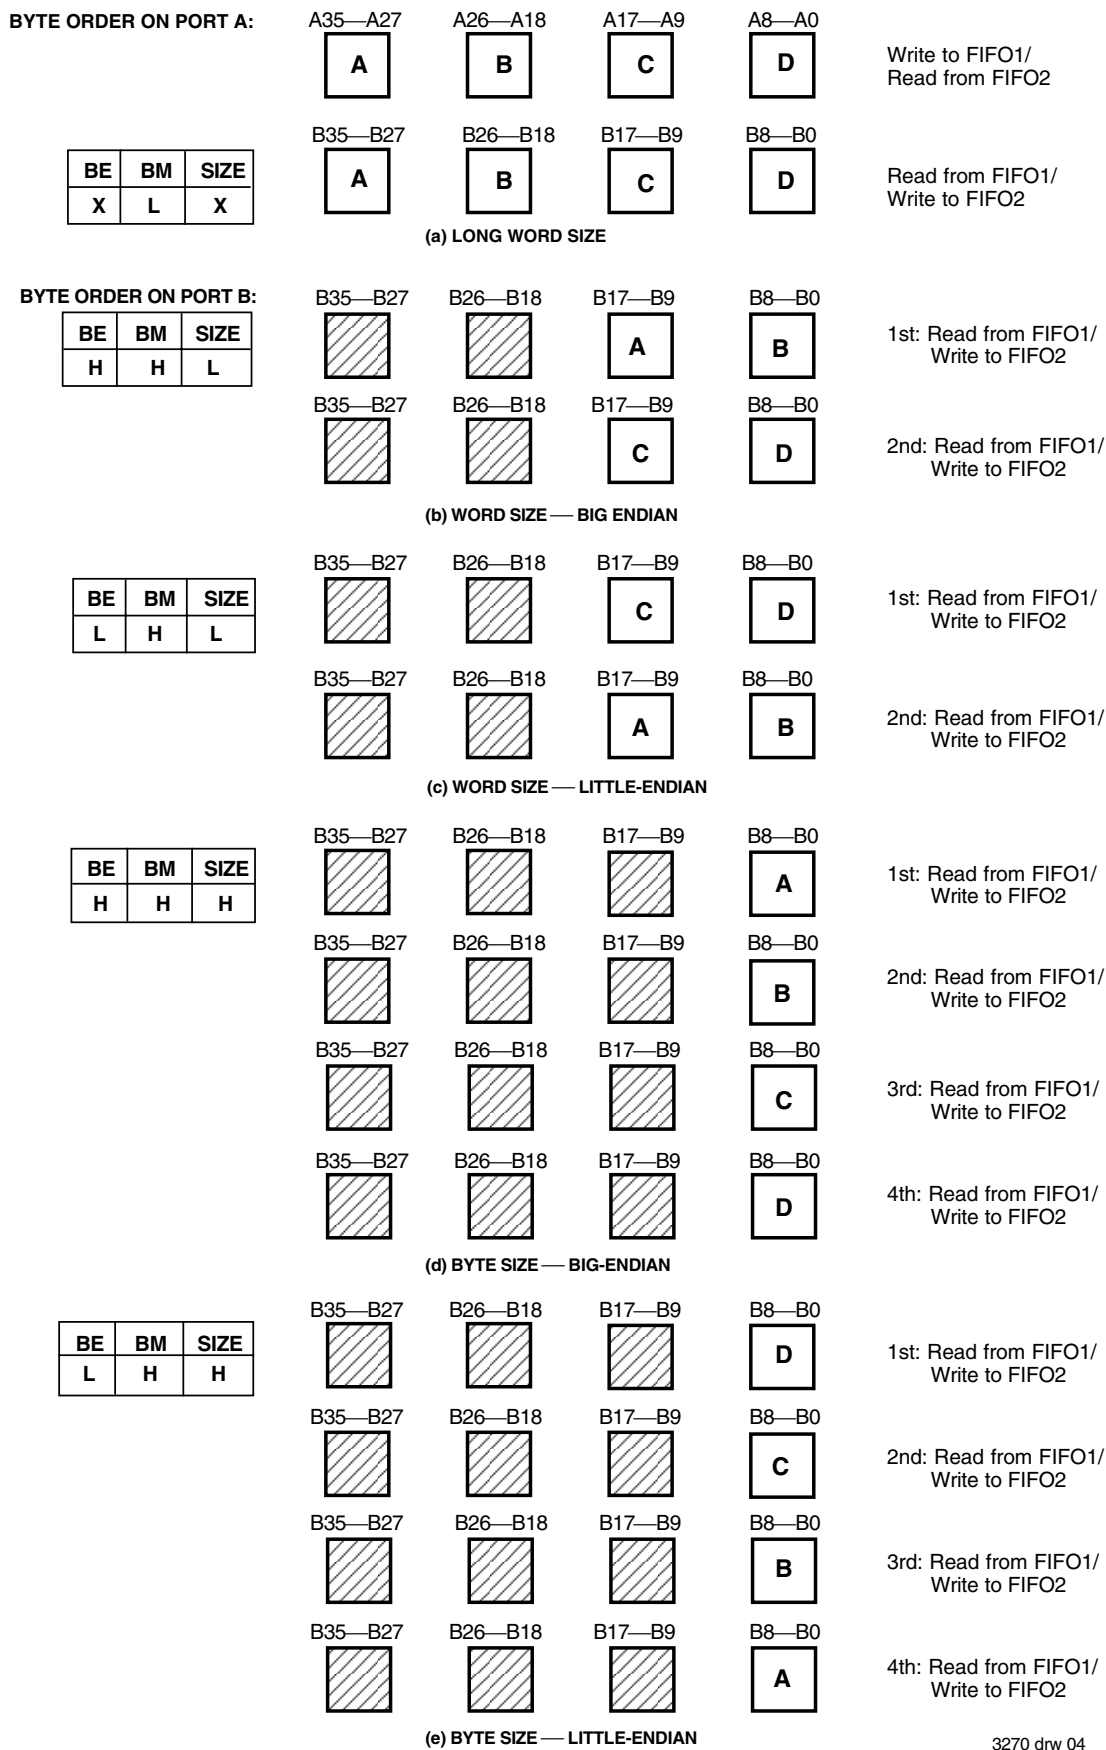 BYTE ORDER ON PORT A:
A35—A27 A26—A18 A17—A9 A8—A0
A B C D
Write to FIFO1/
Read from FIFO2
B35—B27 B26—B18 B17—B9 B8—B0
BE BM SIZE
X L X
A B C D
Read from FIFO1/
Write to FIFO2
(a) LONG WORD SIZE
BYTE ORDER ON PORT B:
B35—B27 B26—B18 B17—B9 B8—B0
BE BM SIZE
H H L
A B
1st: Read from FIFO1/
Write to FIFO2
B35—B27 B26—B18 B17—B9 B8—B0
C D
2nd: Read from FIFO1/
Write to FIFO2
(b) WORD SIZE — BIG ENDIAN
B35—B27 B26—B18 B17—B9 B8—B0
BE BM SIZE
L H L
C D
1st: Read from FIFO1/
Write to FIFO2
B35—B27 B26—B18 B17—B9 B8—B0
A B
2nd: Read from FIFO1/
Write to FIFO2
(c) WORD SIZE — LITTLE-ENDIAN
B35—B27 B26—B18 B17—B9 B8—B0
BE BM SIZE
H H H
A
1st: Read from FIFO1/
Write to FIFO2
B35—B27 B26—B18 B17—B9 B8—B0
B
2nd: Read from FIFO1/
Write to FIFO2
B35—B27 B26—B18 B17—B9 B8—B0
C
3rd: Read from FIFO1/
Write to FIFO2
B35—B27 B26—B18 B17—B9 B8—B0
D
4th: Read from FIFO1/
Write to FIFO2
(d) BYTE SIZE — BIG-ENDIAN
B35—B27 B26—B18 B17—B9 B8—B0
BE BM SIZE
L H H
D
1st: Read from FIFO1/
Write to FIFO2
B35—B27 B26—B18 B17—B9 B8—B0
C
2nd: Read from FIFO1/
Write to FIFO2
B35—B27 B26—B18 B17—B9 B8—B0
B
3rd: Read from FIFO1/
Write to FIFO2
B35—B27 B26—B18 B17—B9 B8—B0
A
4th: Read from FIFO1/
Write to FIFO2
(e) BYTE SIZE — LITTLE-ENDIAN
3270 drw 04